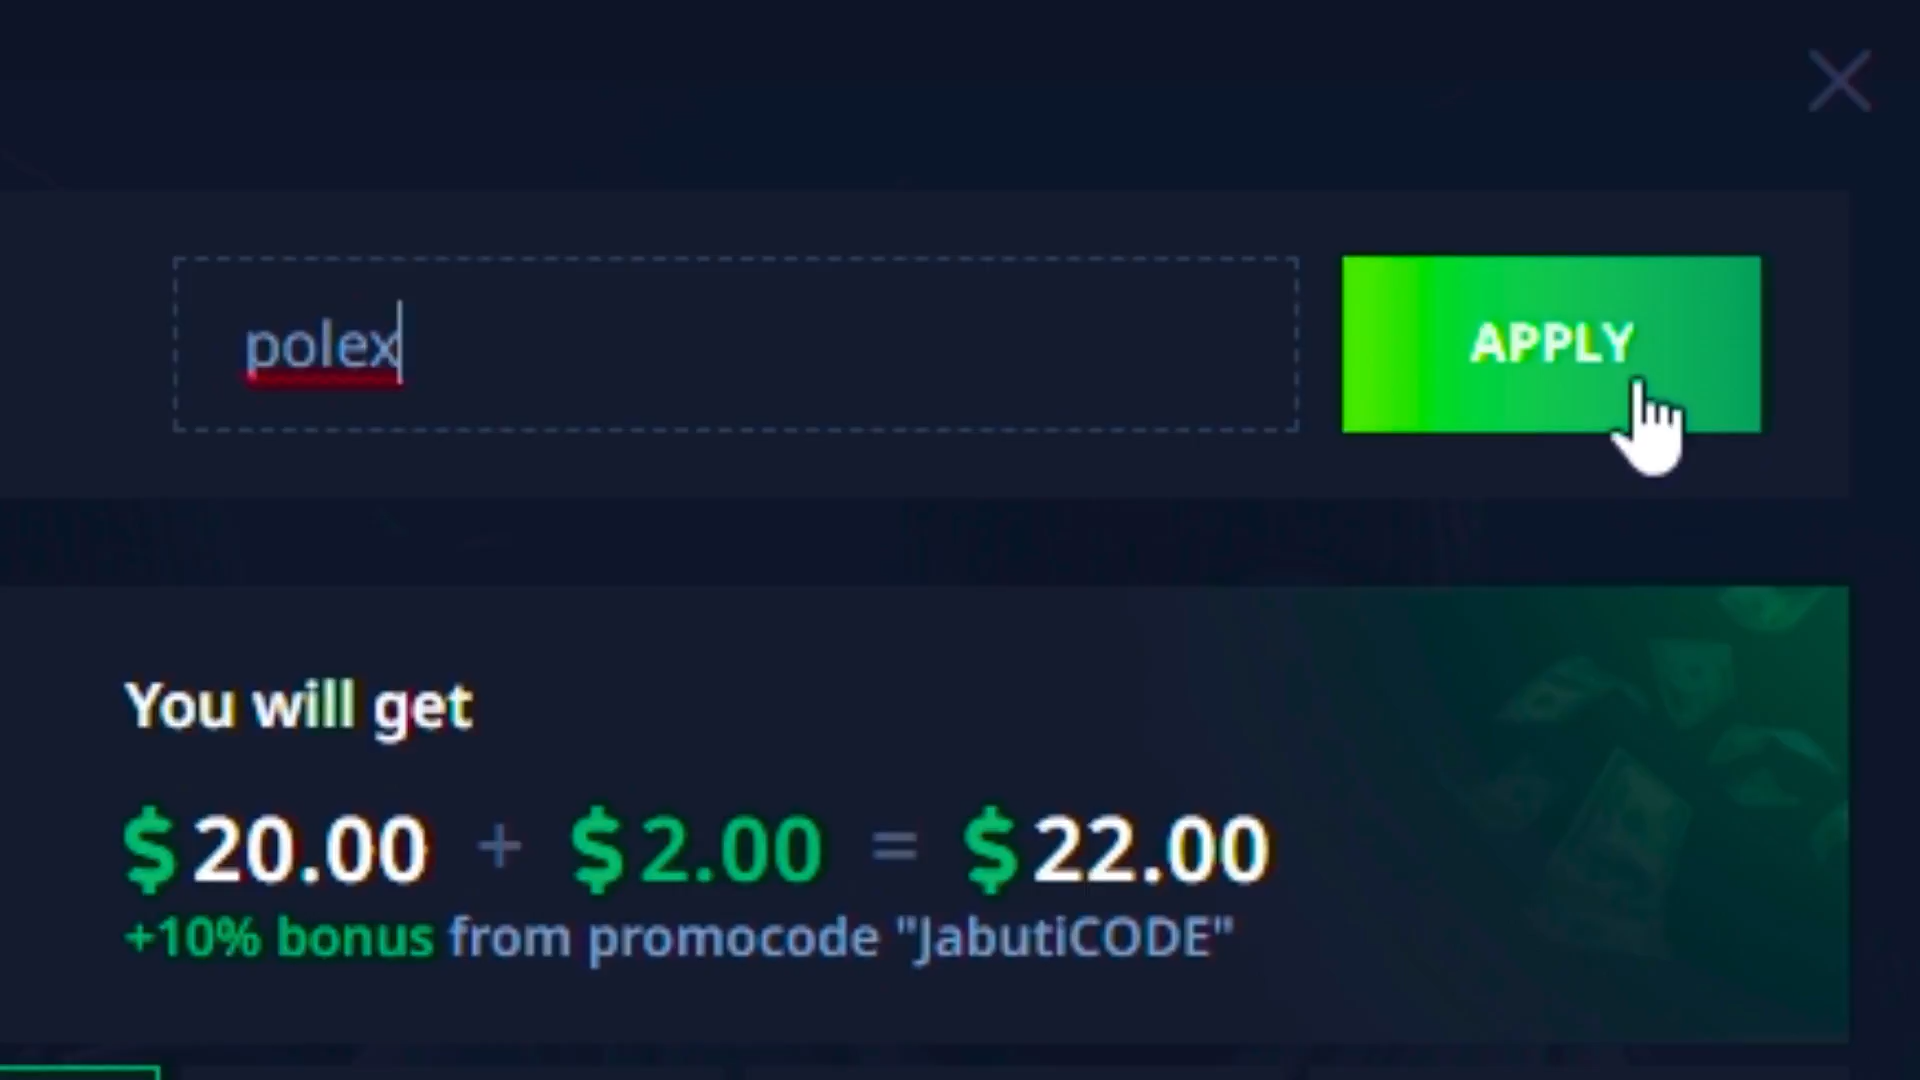 polex
APPLY
You will get
$ 20.00 + $ 2.00 = $ 22.00
+10% bonus from promocode "JabutiCODE"